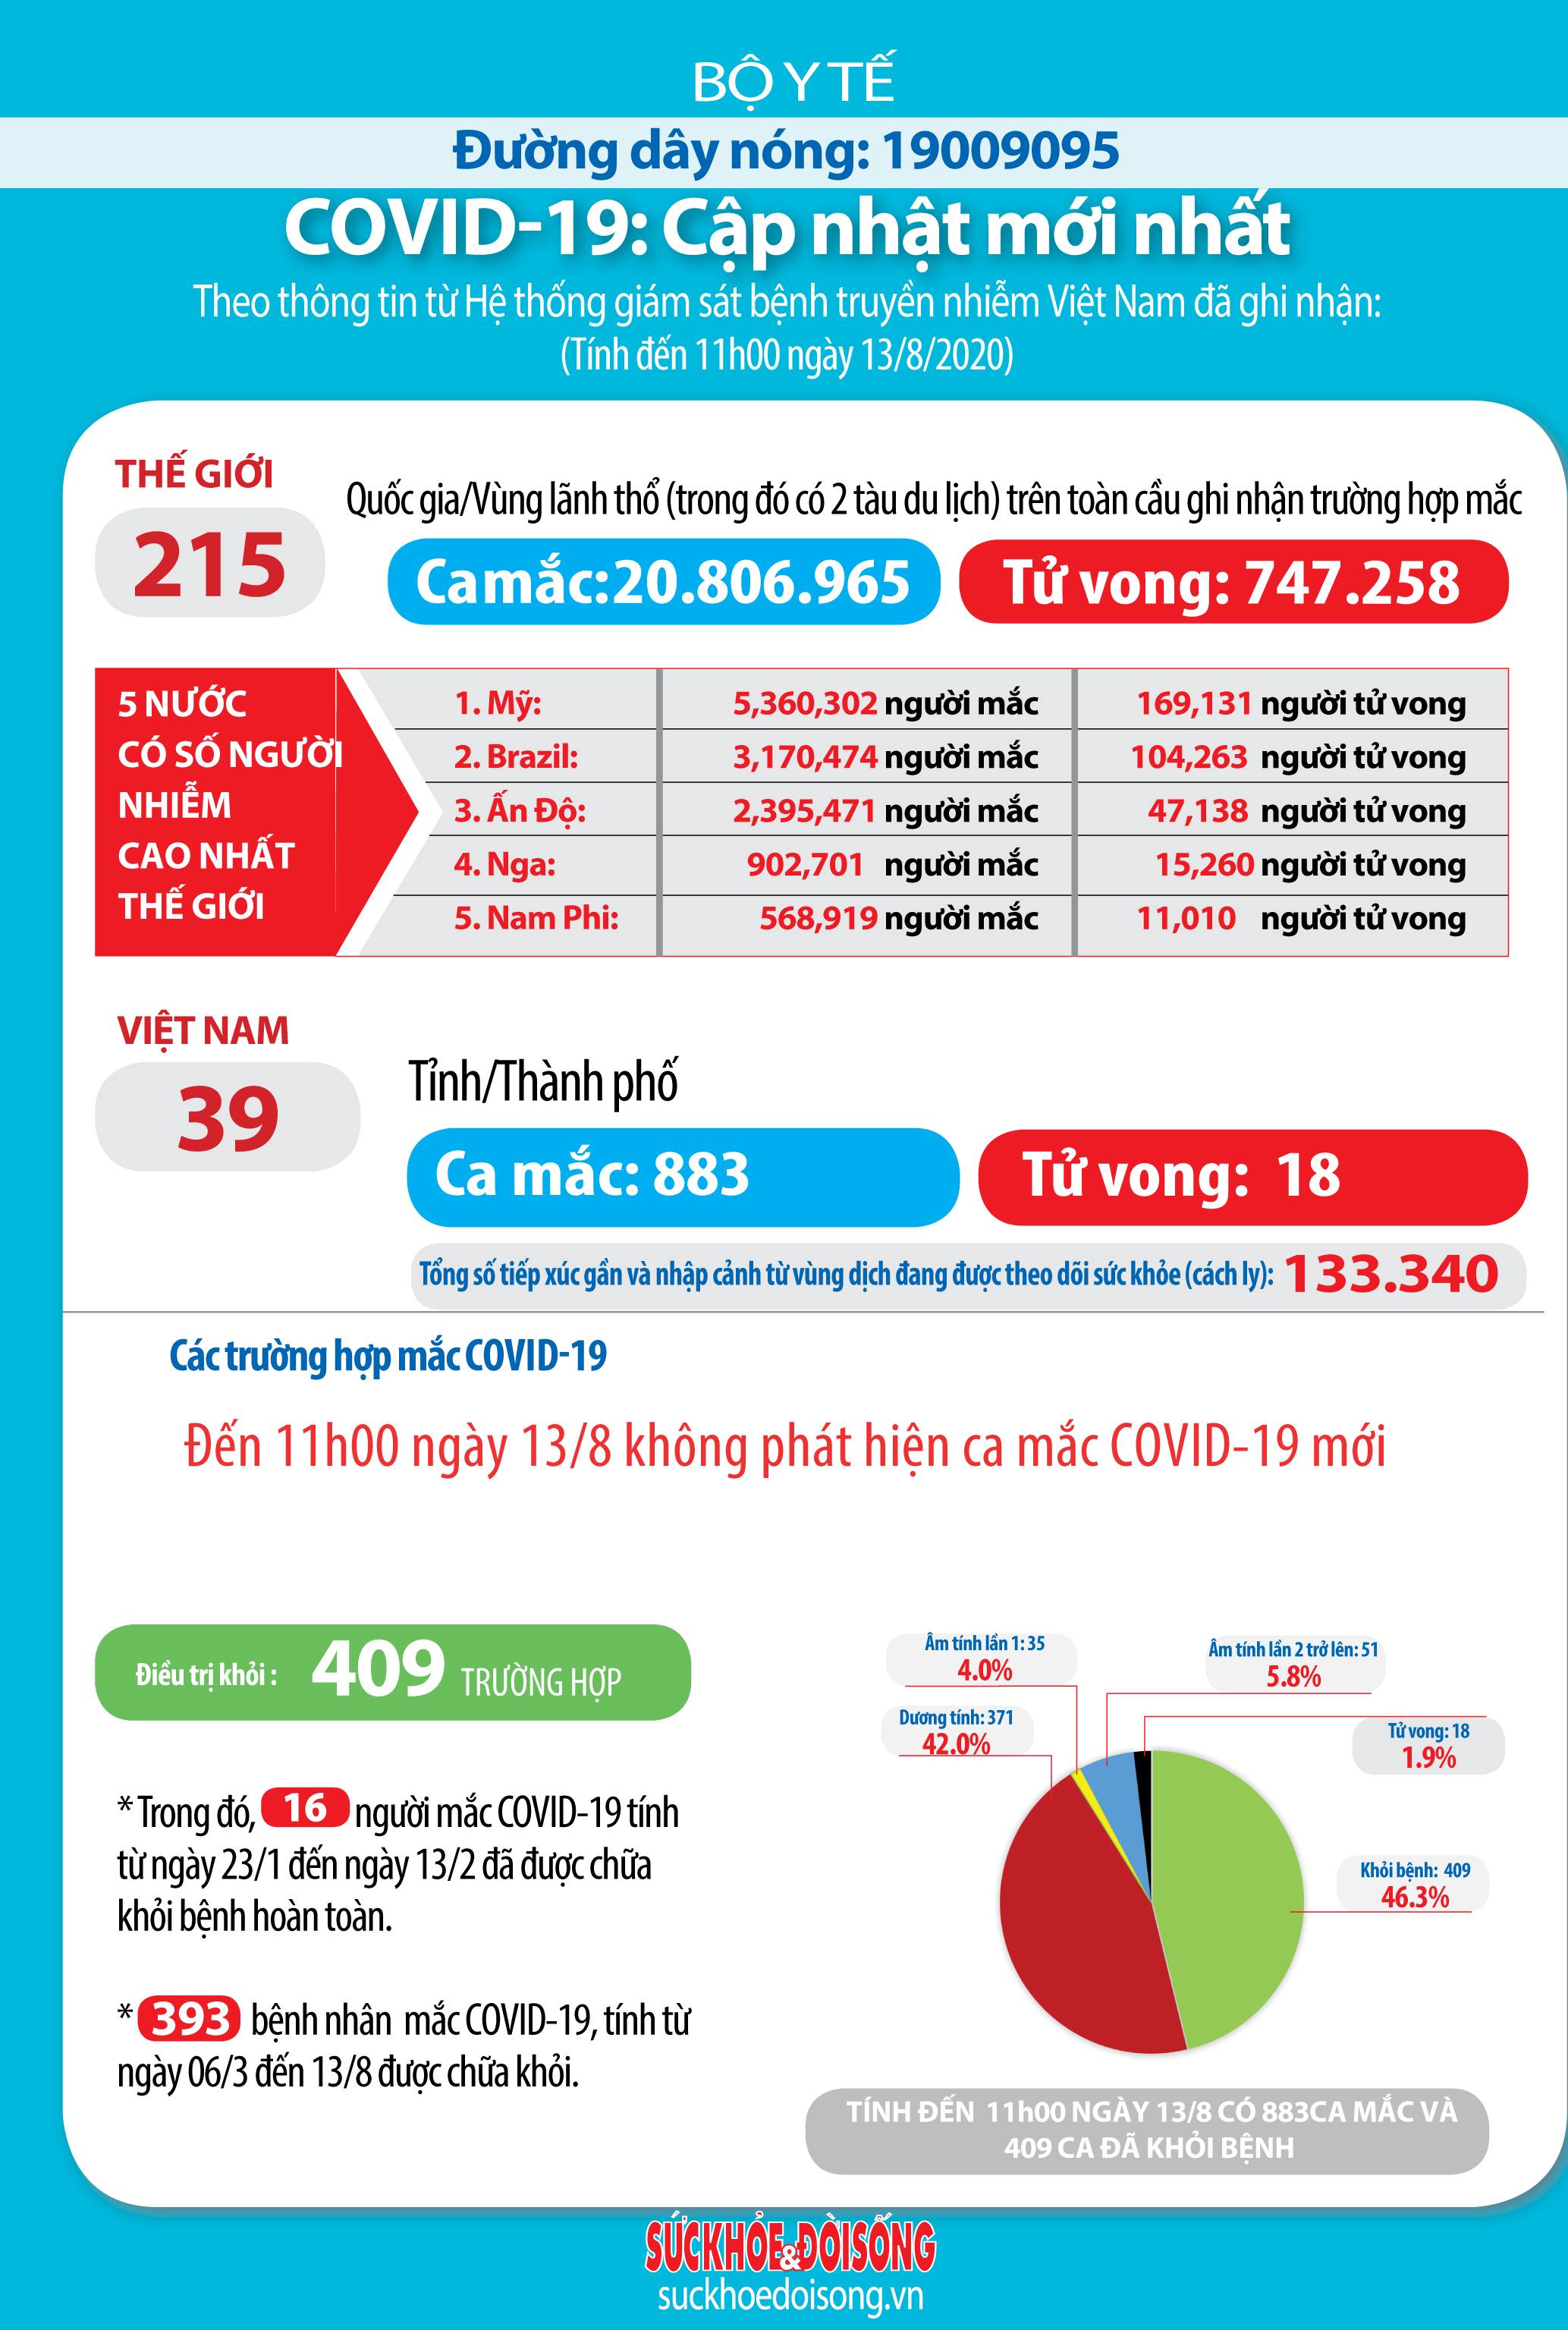 BỘ Y TẾ
Đường dây nóng: 19009095
COVID-19: Cập nhật mới nhất
Theo thông tin từ Hệ thống giám sát bệnh truyền nhiễm Việt Nam đã ghi nhận:
(Tính đến 11h00 ngày 13/8/2020)
THẾ GIỚI
215
Quốc gia/Vùng lãnh thổ (trong đó có 2 tàu du lịch) trên toàn cầu ghi nhận trường hợp mắc
Ca mắc:20.806.965
Tử vong: 747.258
5 NƯỚC
CÓ SỐ NGƯỜI
NHIỄM
CAO NHẤT
THẾ GIỚI
1. Mỹ: 5,360,302 người mắc 169,131 người tử vong
2. Brazil: 3,170,474 người mắc 104,263 người tử vong
3. Ấn Độ: 2,395,471 người mắc 47,138 người tử vong
4. Nga: 902,701 người mắc 15,260 người tử vong
5. Nam Phi: 568,919 người mắc 11,010 người tử vong
VIỆT NAM
39
Tỉnh/Thành phố
Ca mắc: 883
Tử vong: 18
Tổng số tiếp xúc gần và nhập cảnh từ vùng dịch đang được theo dõi sức khỏe (cách ly): 133.340
Các trường hợp mắc COVID-19
Đến 11h00 ngày 13/8 không phát hiện ca mắc COVID-19 mới
Điều trị khỏi : 409 TRƯỜNG HỢP
* Trong đó, 16 người mắc COVID-19 tính
từ ngày 23/1 đến ngày 13/2 đã được chữa
khỏi bệnh hoàn toàn.
* 393 bệnh nhân mắc COVID-19, tính từ
ngày 06/3 đến 13/8 được chữa khỏi.
Âm tính lần 1: 35
4.0%
Âm tính lần 2 trở lên: 51
5.8%
Dương tính: 371
42.0%
Tử vong: 18
1.9%
Khỏi bệnh: 409
46.3%
TÍNH ĐẾN 11h00 NGÀY 13/8 CÓ 883CA MẮC VÀ
409 CA ĐÃ KHỎI BỆNH
SỨCKHỎE&ĐỜISỐNG
suckhoedoisong.vn